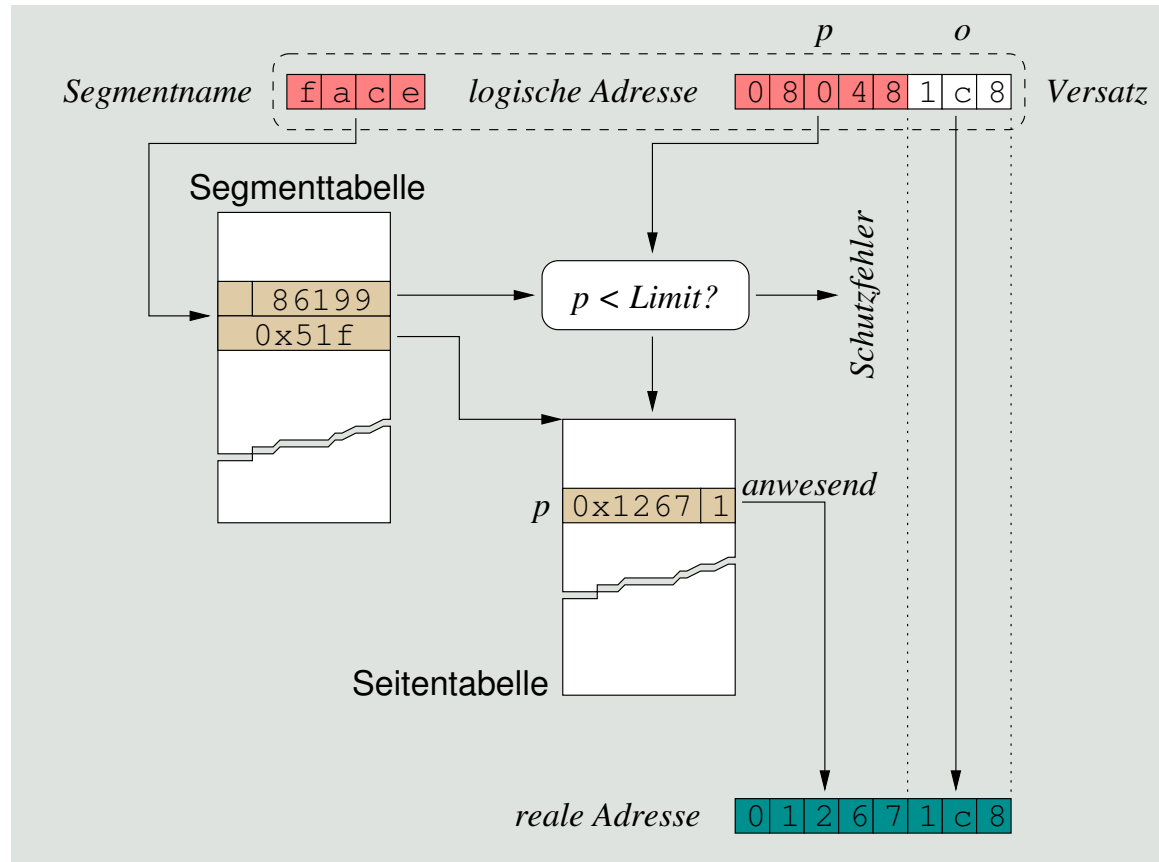 p o
Segmentname f a c e logische Adresse 0 8 0 4 8 1 c 8 Versatz
Segmenttabelle
86199
0x51f
p < Limit?
Schutzfehler
anwesend
p 0x1267 1
Seitentabelle
reale Adresse 0 1 2 6 7 1 c 8